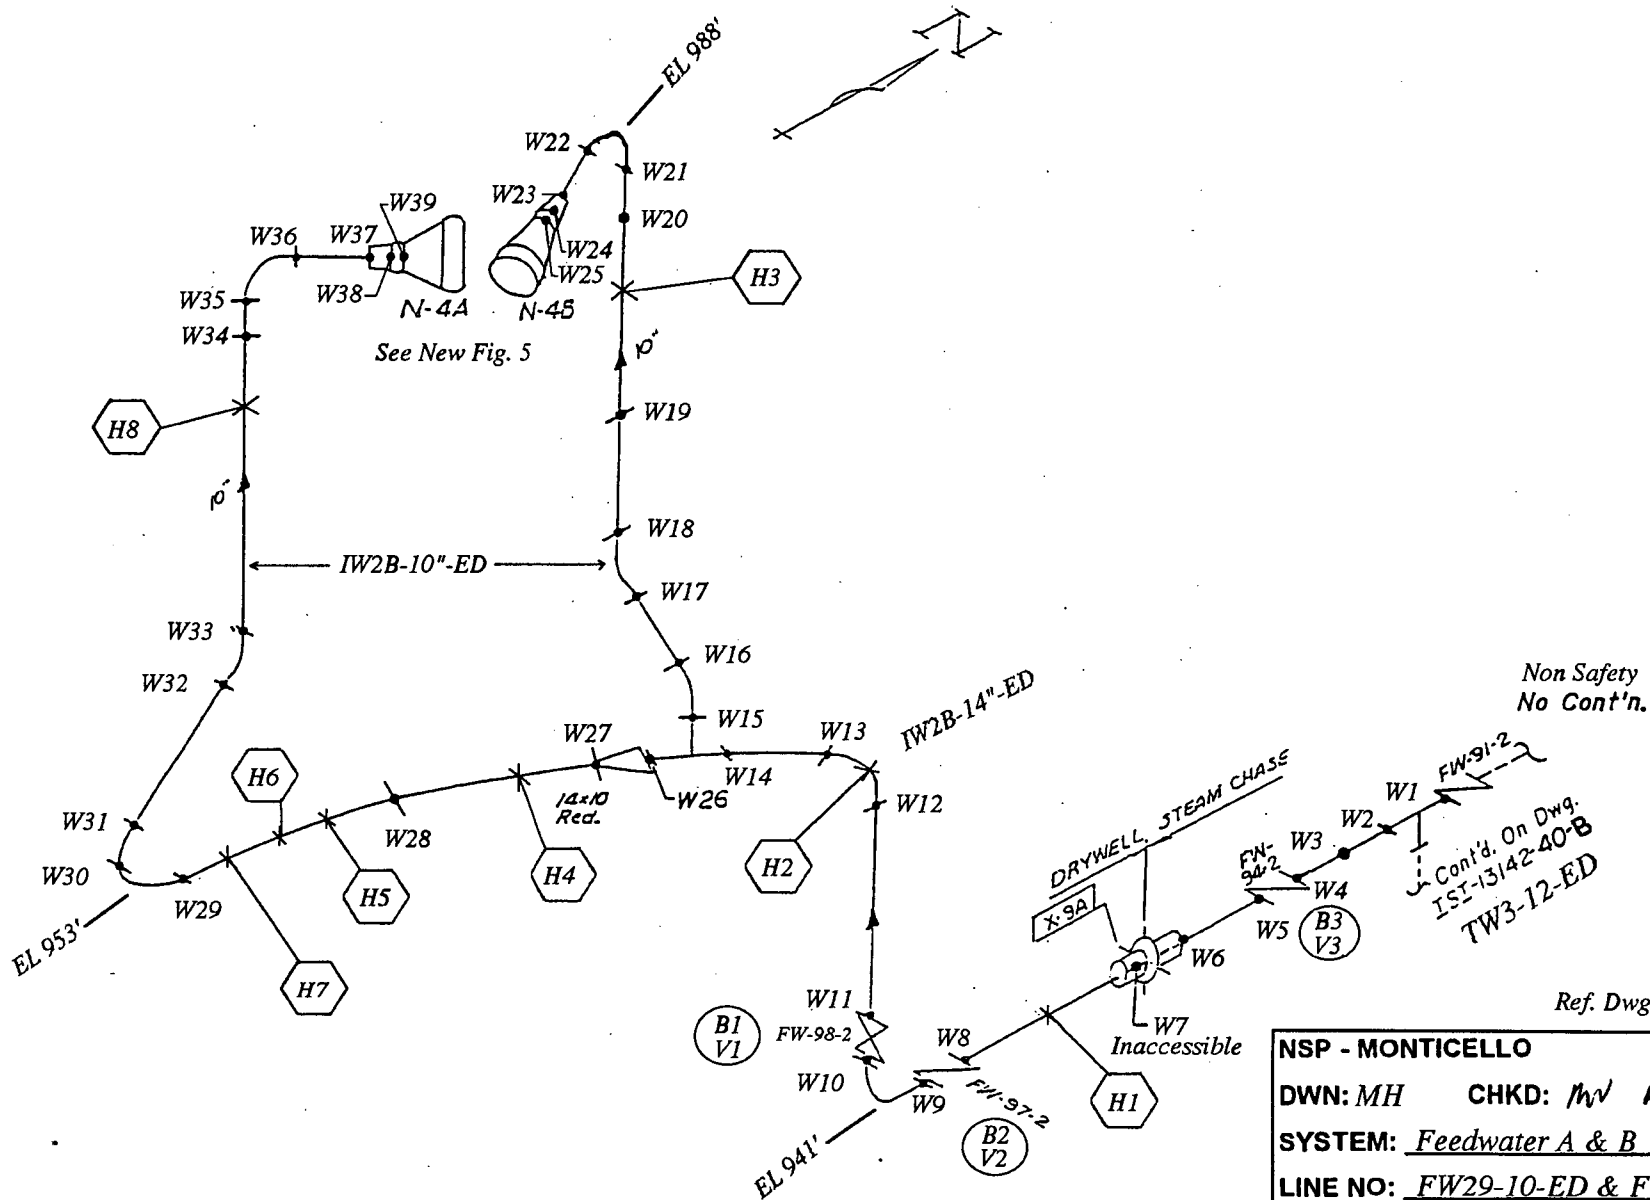 N
EL 988'
W22
W21
W23
W20
W39
W36
W37
W24
W25
H3
W38
W35
N-4A
N-4B
W34
See New Fig. 5
10"
W19
H8
10"
W18
IW2B-10"-ED
W17
W33
W16
Non Safety
No Cont'n.
W32
IW2B-14"-ED
W15
W27
W13
W14
FW-91-2
H6
DRYWELL
STEAM CHASE
W1
14x10
Red.
W26
W2
W12
W31
W28
W3
FW-
94-2
Cont'd. On Dwg.
ISI-13142-40-B
TW3-12-ED
W30
H4
H2
W4
W29
H5
X-9A
W5
B3
V3
EL 953'
W6
H7
W11
B1
V1
FW-98-2
W7
Inaccessible
W8
Ref. Dwg
W10
W9
FW-97-2
H1
EL 941'
B2
V2
NSP - MONTICELLO
DWN: MH CHKD:
SYSTEM: Feedwater A & B
LINE NO: FW29-10-ED & F